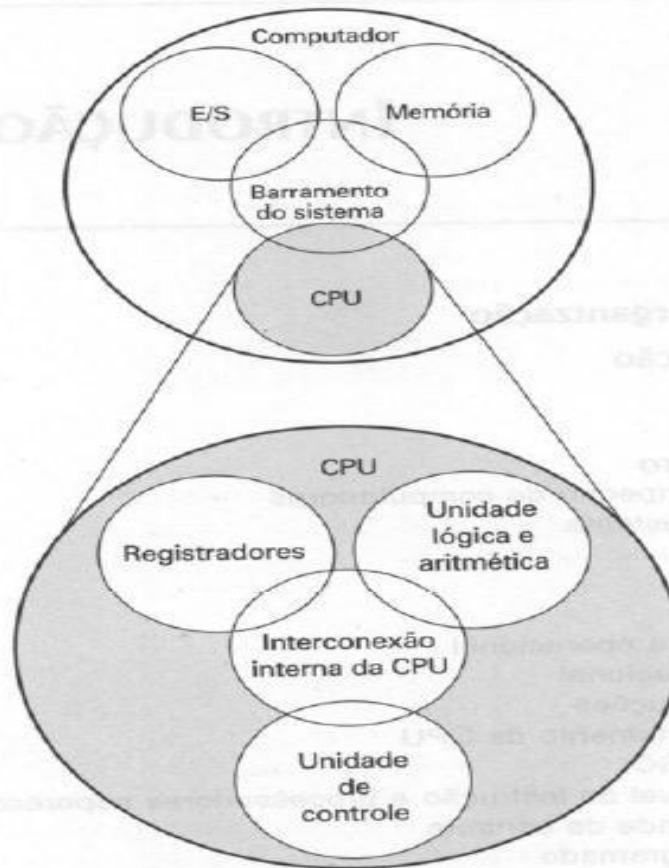 Computador
E/S
Memória
Barramento
do sistema
CPU
CPU
Registradores
Unidade
lógica e
aritmética
Interconexão
interna da CPU
Unidade
de
controle